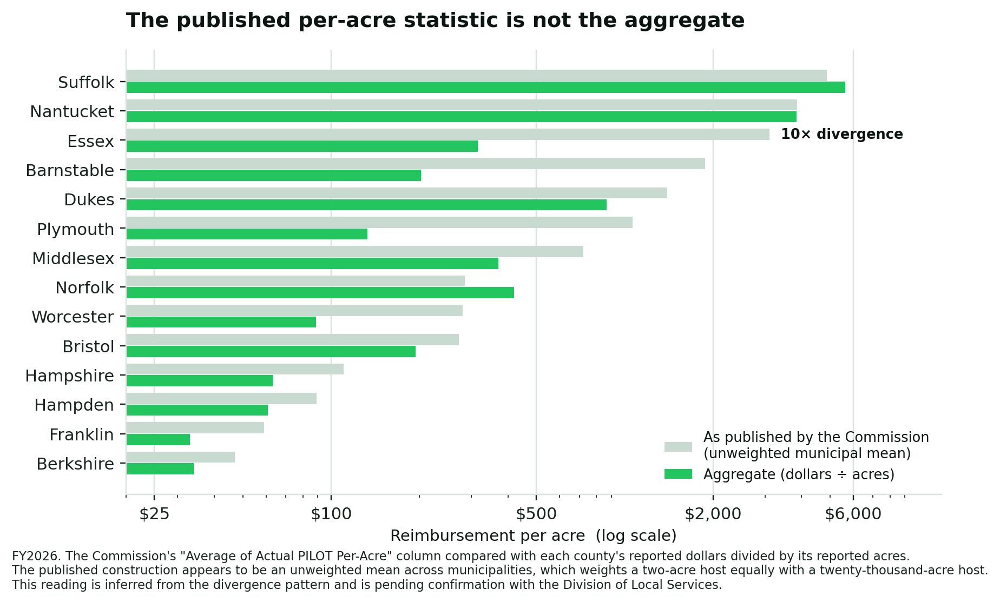 The published per-acre statistic is not the aggregate
Suffolk
Nantucket
Essex
10× divergence
Barnstable
Dukes
Plymouth
Middlesex
Norfolk
Worcester
Bristol
Hampshire
Hampden
Franklin
Berkshire
As published by the Commission
(unweighted municipal mean)
Aggregate (dollars ÷ acres)
$25 $100 $500 $2,000 $6,000
Reimbursement per acre (log scale)
FY2026. The Commission's "Average of Actual PILOT Per-Acre" column compared with each county's reported dollars divided by its reported acres.
The published construction appears to be an unweighted mean across municipalities, which weights a two-acre host equally with a twenty-thousand-acre host.
This reading is inferred from the divergence pattern and is pending confirmation with the Division of Local Services.